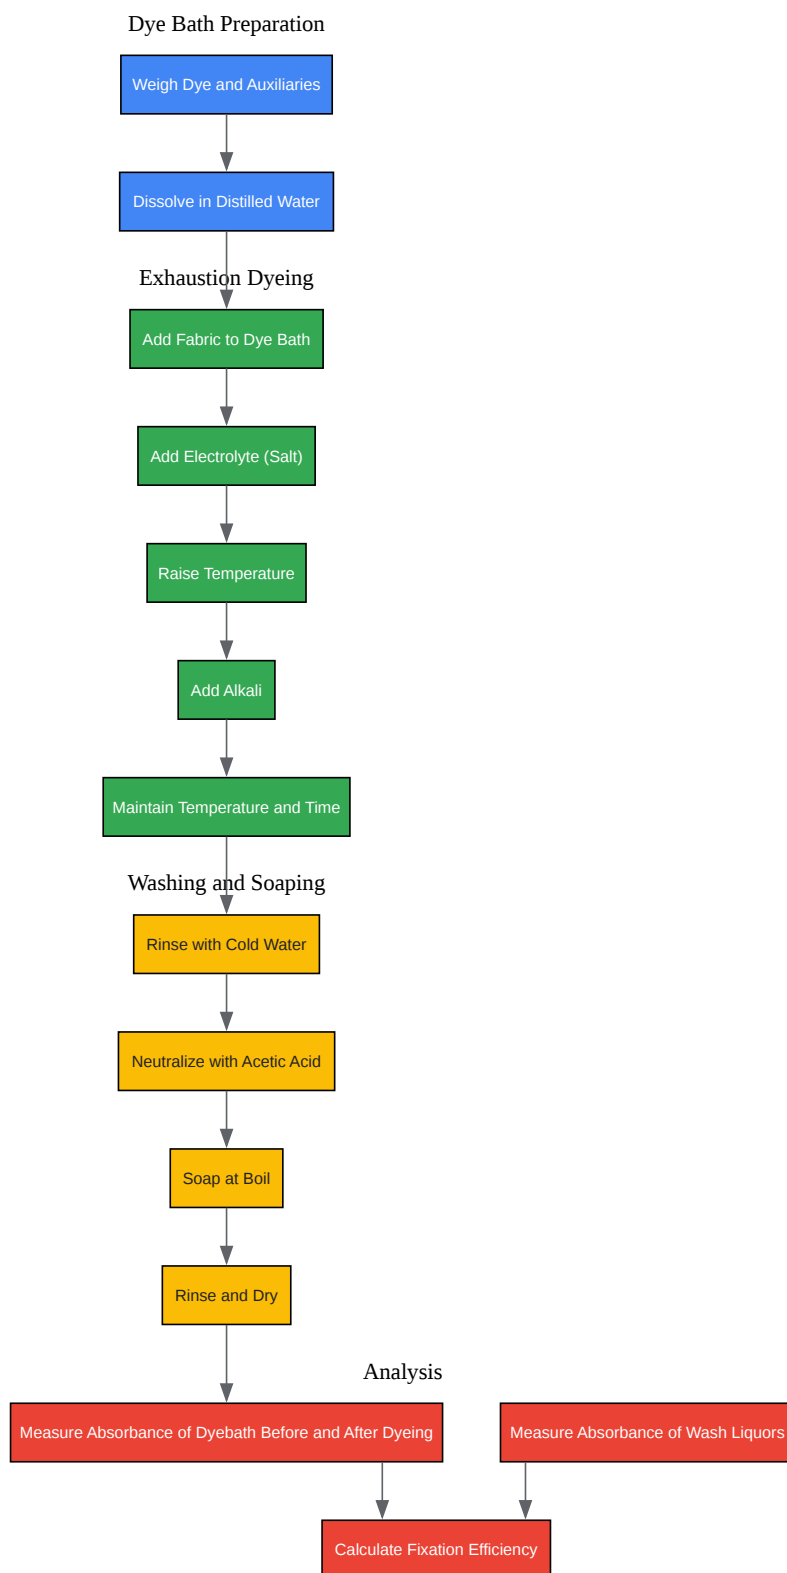 Dye Bath Preparation
Weigh Dye and Auxiliaries
Dissolve in Distilled Water
Exhaustion Dyeing
Add Fabric to Dye Bath
Add Electrolyte (Salt)
Raise Temperature
Add Alkali
Maintain Temperature and Time
Washing and Soaping
Rinse with Cold Water
Neutralize with Acetic Acid
Soap at Boil
Rinse and Dry
Analysis
Measure Absorbance of Dyebath Before and After Dyeing
Measure Absorbance of Wash Liquors
Calculate Fixation Efficiency